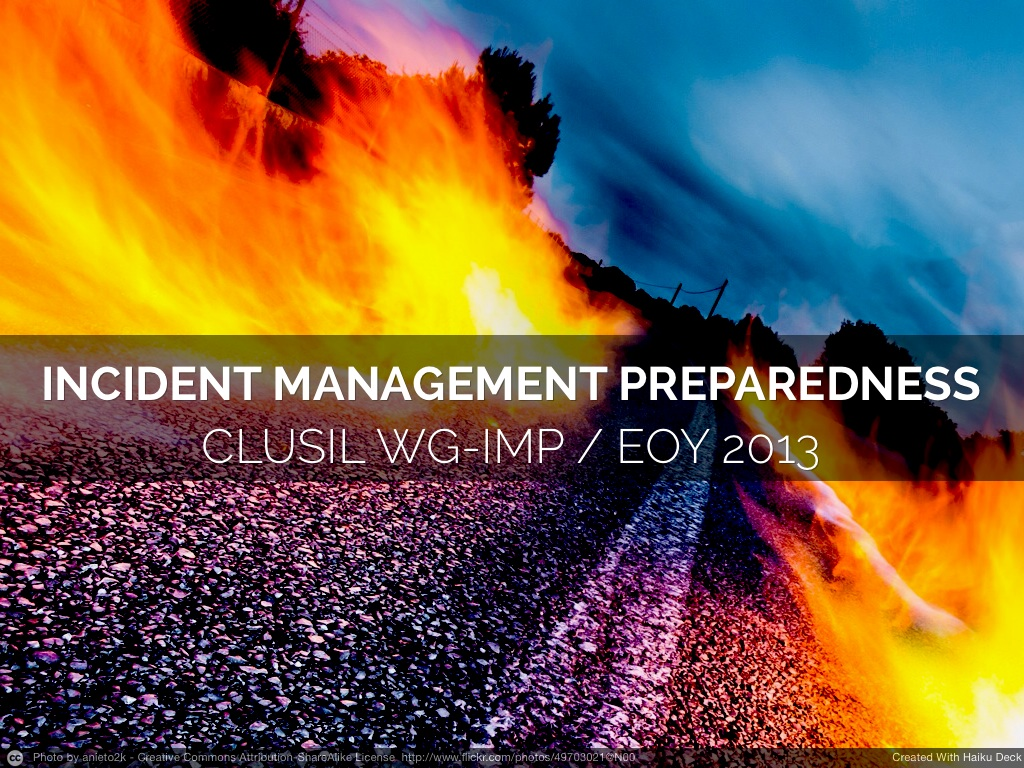 INCIDENT MANAGEMENT PREPAREDNESS
CLUSIL WG-IMP / EOY 2013
cc Photo by anieto2k - Creative Commons Attribution-ShareAlike License http://www.flickr.com/photos/49703021@N00
Created With Haiku Deck